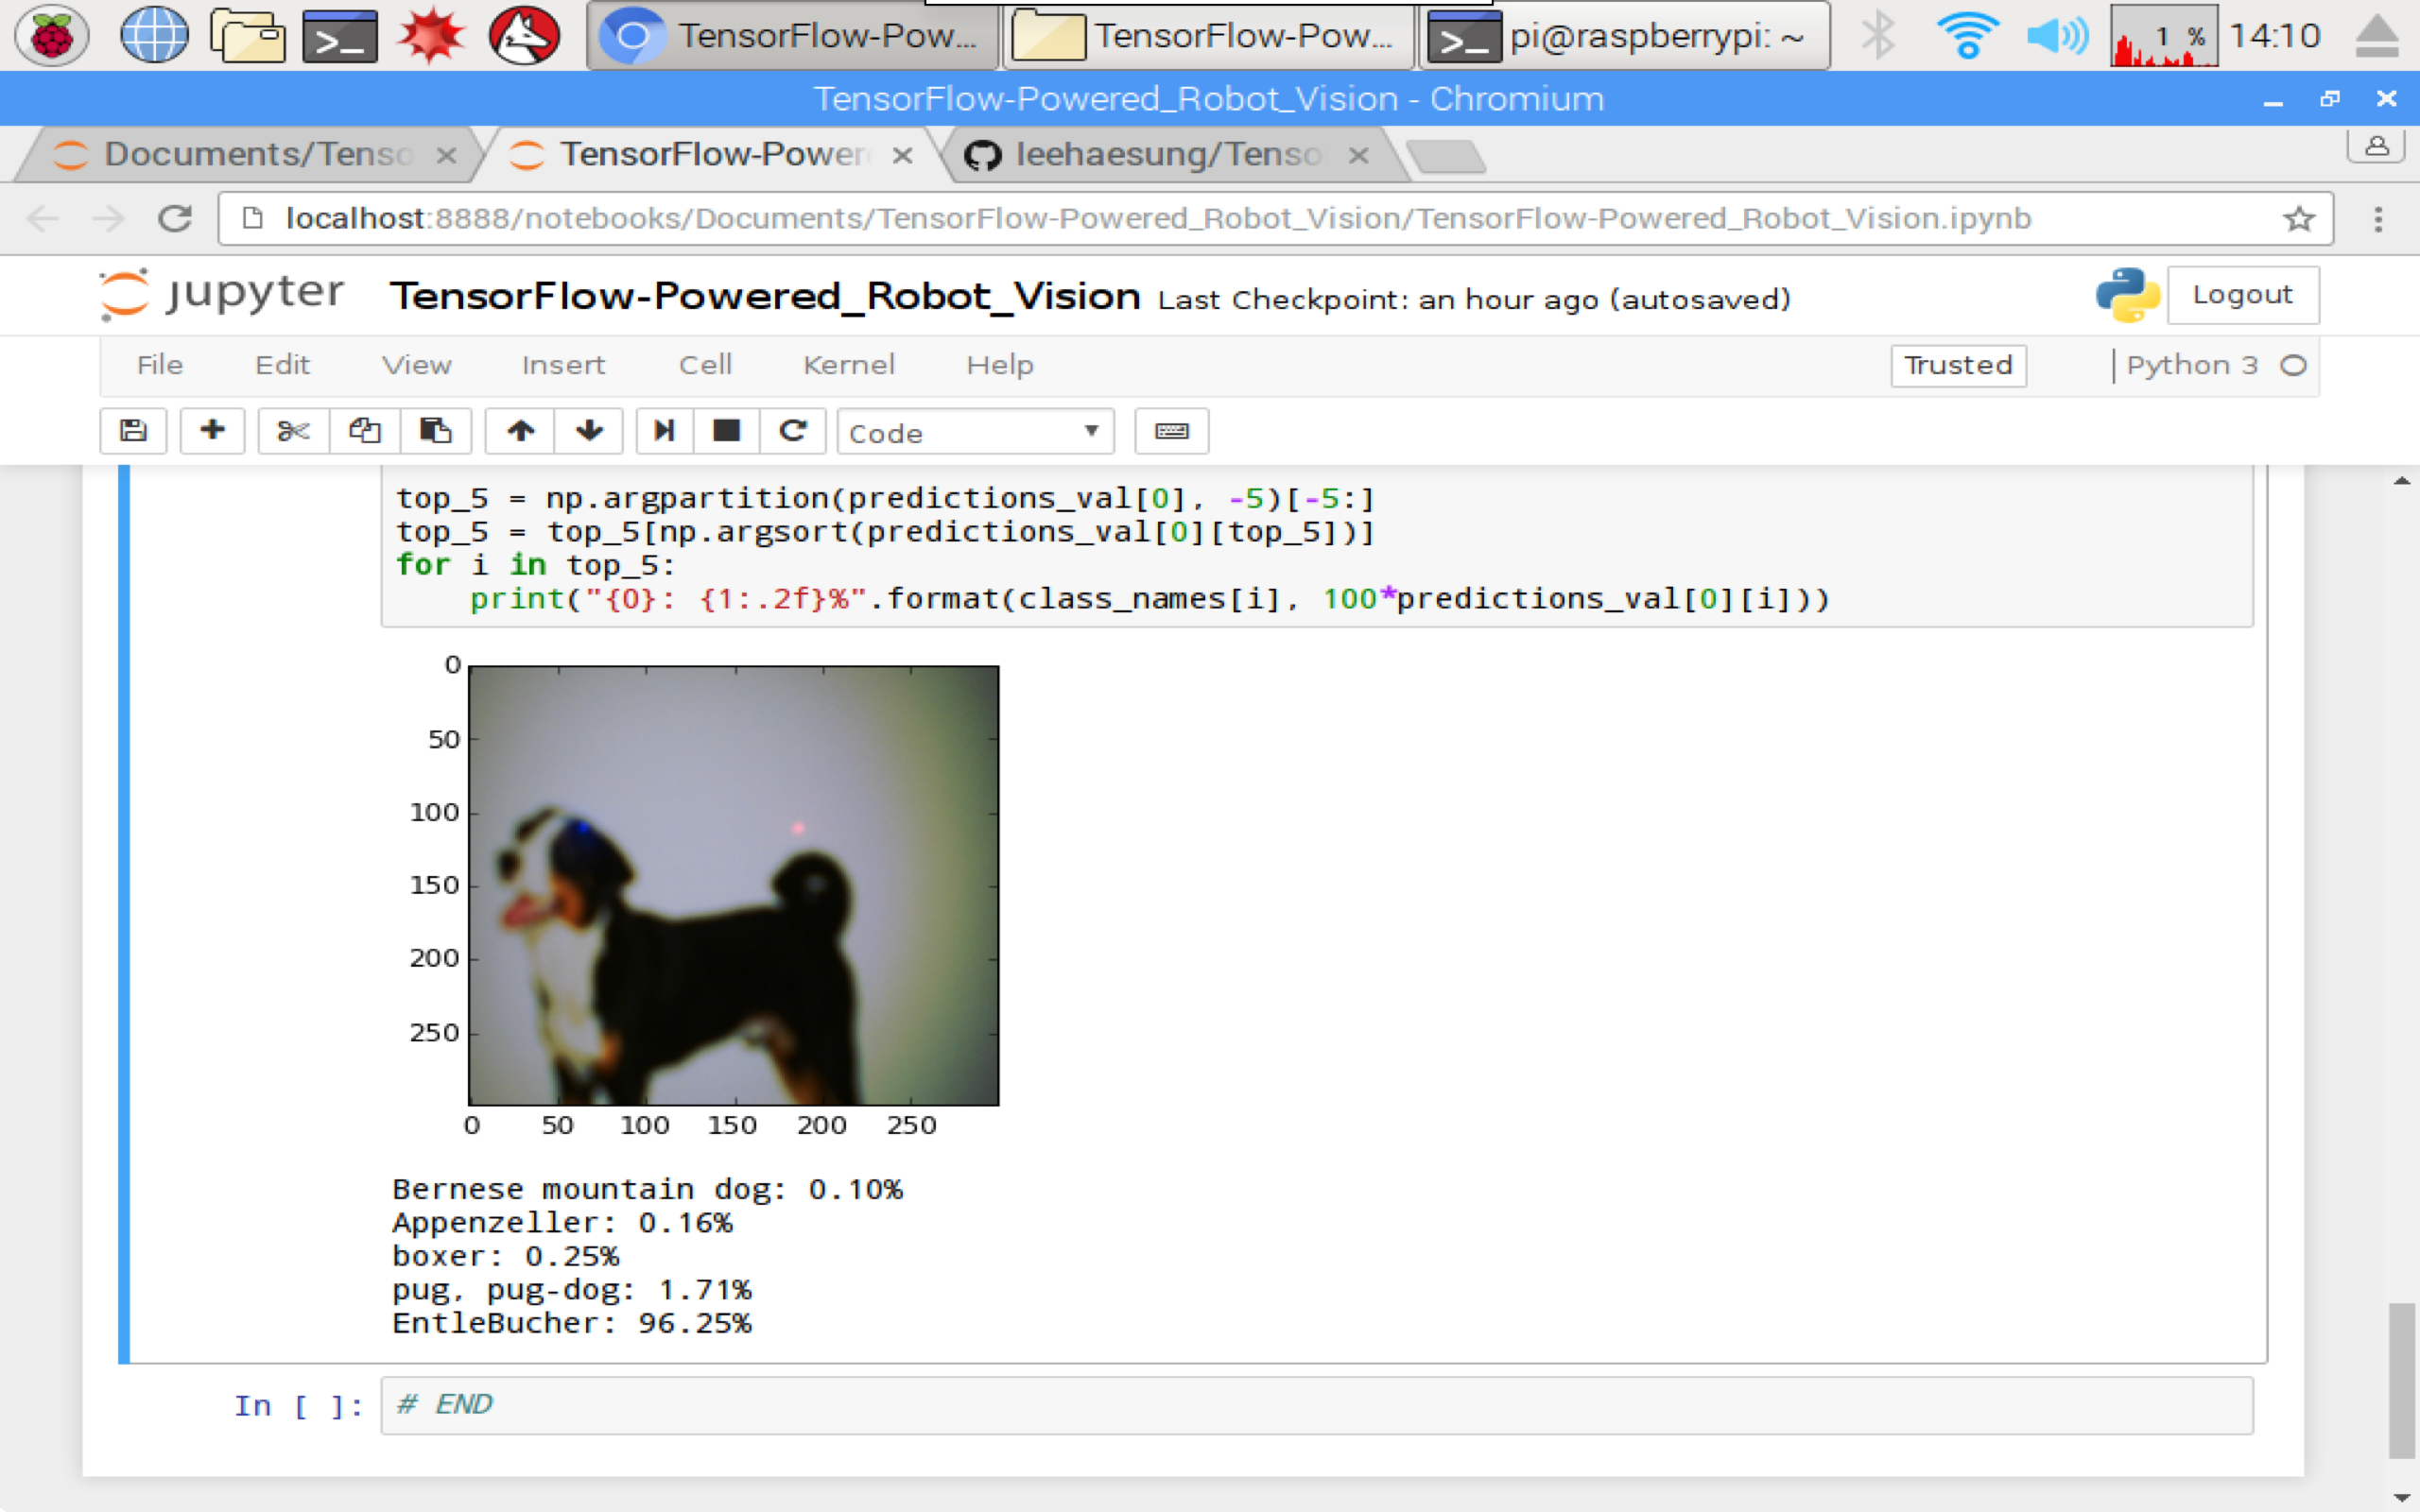 TensorFlow-Pow...
TensorFlow-Pow...
pi@raspberrypi: ~
1 %
14:10
TensorFlow-Powered_Robot_Vision - Chromium
Documents/Tenso
TensorFlow-Power
leehaesung/Tenso
localhost:8888/notebooks/Documents/TensorFlow-Powered_Robot_Vision/TensorFlow-Powered_Robot_Vision.ipynb
jupyter TensorFlow-Powered_Robot_Vision Last Checkpoint: an hour ago (autosaved)
Logout
File Edit View Insert Cell Kernel Help
Trusted
Python 3
Code
top_5 = np.argpartition(predictions_val[0], -5)[-5:]
top_5 = top_5[np.argsort(predictions_val[0][top_5])]
for i in top_5:
    print("{0}: {1:.2f}%".format(class_names[i], 100*predictions_val[0][i]))
0
50
100
150
200
250
0 50 100 150 200 250
Bernese mountain dog: 0.10%
Appenzeller: 0.16%
boxer: 0.25%
pug, pug-dog: 1.71%
EntleBucher: 96.25%
In [ ]: # END